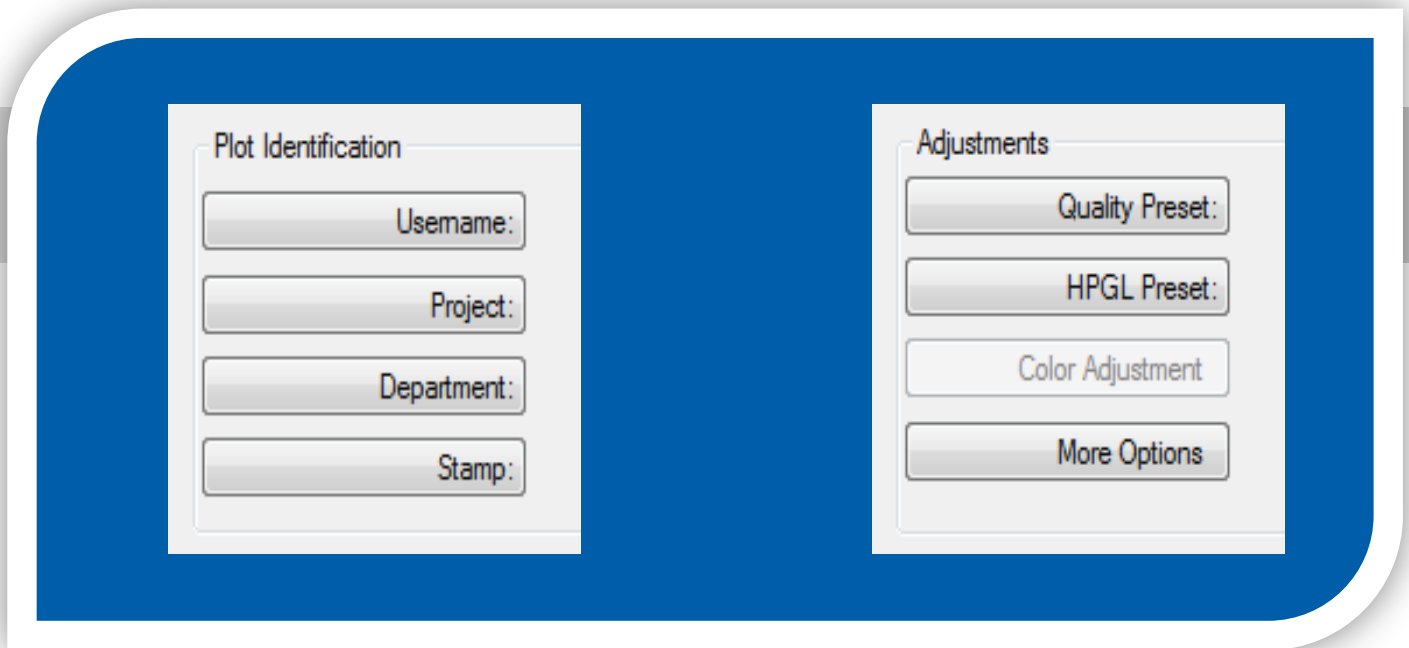 Plot Identification
Username:
Project:
Department:
Stamp:
Adjustments
Quality Preset:
HPGL Preset:
Color Adjustment
More Options